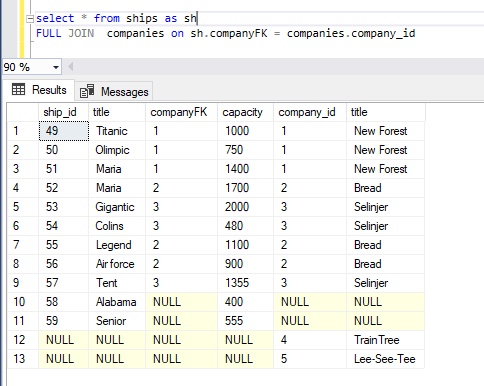 select * from ships as sh
FULL JOIN companies on sh.companyFK = companies.company_id
90 %
Results Messages
ship_id title companyFK capacity company_id title
1 49 Titanic 1 1000 1 New Forest
2 50 Olimpic 1 750 1 New Forest
3 51 Maria 1 1400 1 New Forest
4 52 Maria 2 1700 2 Bread
5 53 Gigantic 3 2000 3 Selinjer
6 54 Colins 3 480 3 Selinjer
7 55 Legend 2 1100 2 Bread
8 56 Air force 2 900 2 Bread
9 57 Tent 3 1355 3 Selinjer
10 58 Alabama NULL 400 NULL NULL
11 59 Senior NULL 555 NULL NULL
12 NULL NULL NULL NULL 4 TrainTree
13 NULL NULL NULL NULL 5 Lee-See-Tee